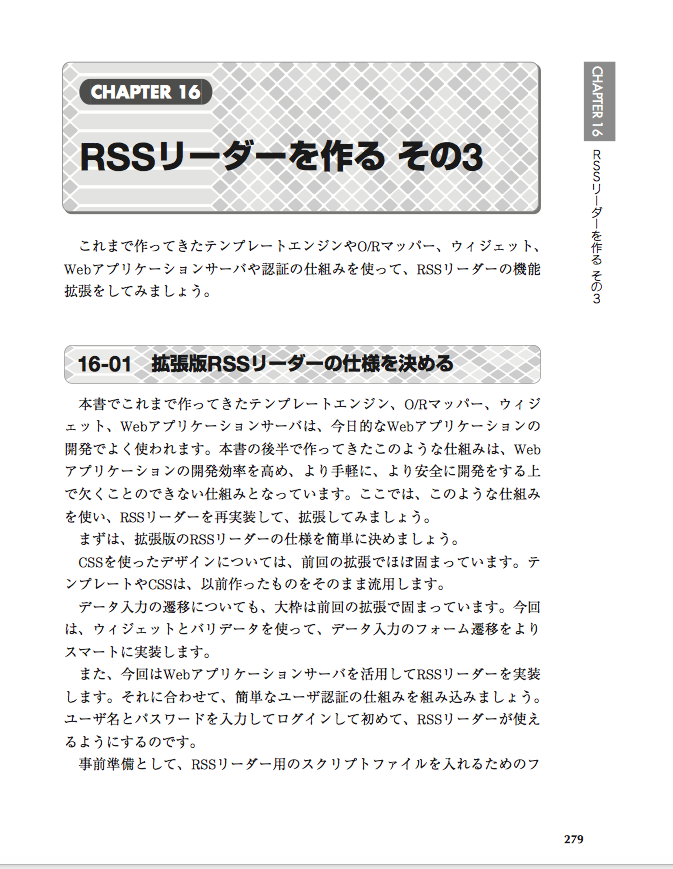 CHAPTER 16
RSSリーダーを作る その3
これまで作ってきたテンプレートエンジンやO/Rマッパー、ウィジェット、
Webアプリケーションサーバや認証の仕組みを使って、RSSリーダーの機能
拡張をしてみましょう。
16-01 拡張版RSSリーダーの仕様を決める
本書でこれまで作ってきたテンプレートエンジン、O/Rマッパー、ウィジ
ェット、Webアプリケーションサーバは、今日的なWebアプリケーションの
開発でよく使われます。本書の後半で作ってきたこのような仕組みは、Web
アプリケーションの開発効率を高め、より手軽に、より安全に開発をする上
で欠くことのできない仕組みとなっています。ここでは、このような仕組み
を使い、RSSリーダーを再実装して、拡張してみましょう。
まずは、拡張版のRSSリーダーの仕様を簡単に決めましょう。
CSSを使ったデザインについては、前回の拡張でほぼ固まっています。テ
ンプレートやCSSは、以前作ったものをそのまま流用します。
データ入力の遷移についても、大枠は前回の拡張で固まっています。今回
は、ウィジェットとバリデータを使って、データ入力のフォーム遷移をより
スマートに実装します。
また、今回はWebアプリケーションサーバを活用してRSSリーダーを実装
します。それに合わせて、簡単なユーザ認証の仕組みを組み込みましょう。
ユーザ名とパスワードを入力してログインして初めて、RSSリーダーが使え
るようにするのです。
事前準備として、RSSリーダー用のスクリプトファイルを入れるためのフ
CHAPTER 16
RSSリーダーを作る その3
279